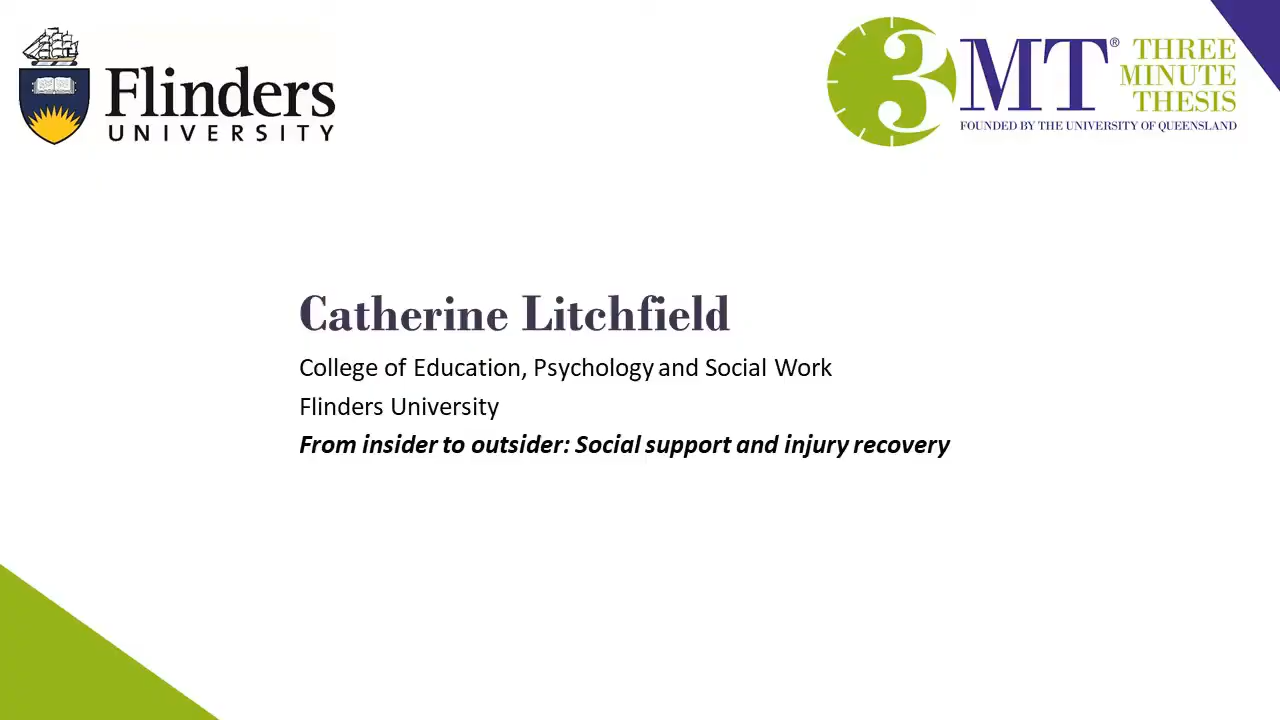 Flinders
UNIVERSITY
3MT® THREE
MINUTE
THESIS
FOUNDED BY THE UNIVERSITY OF QUEENSLAND
Catherine Litchfield
College of Education, Psychology and Social Work
Flinders University
From insider to outsider: Social support and injury recovery